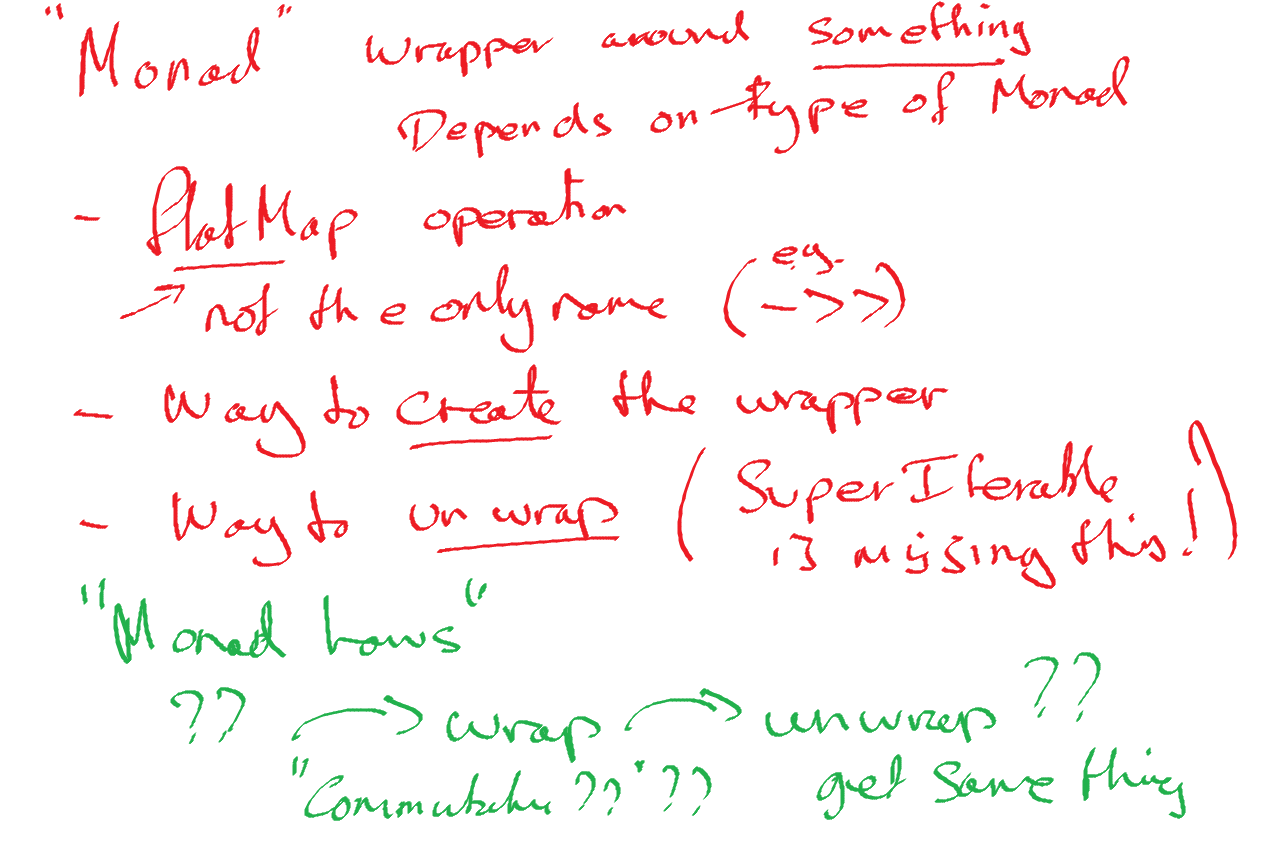 "Monad" Wrapper around something
Depends on type of Monad
- flatMap operation
→ not the only name (e.g. ->>)
- Way to create the wrapper
- Way to unwrap (SuperIterable
is missing this!)
"Monad Laws"
?? → wrap → unwrap ??
"Commutative ??" ?? get same thing